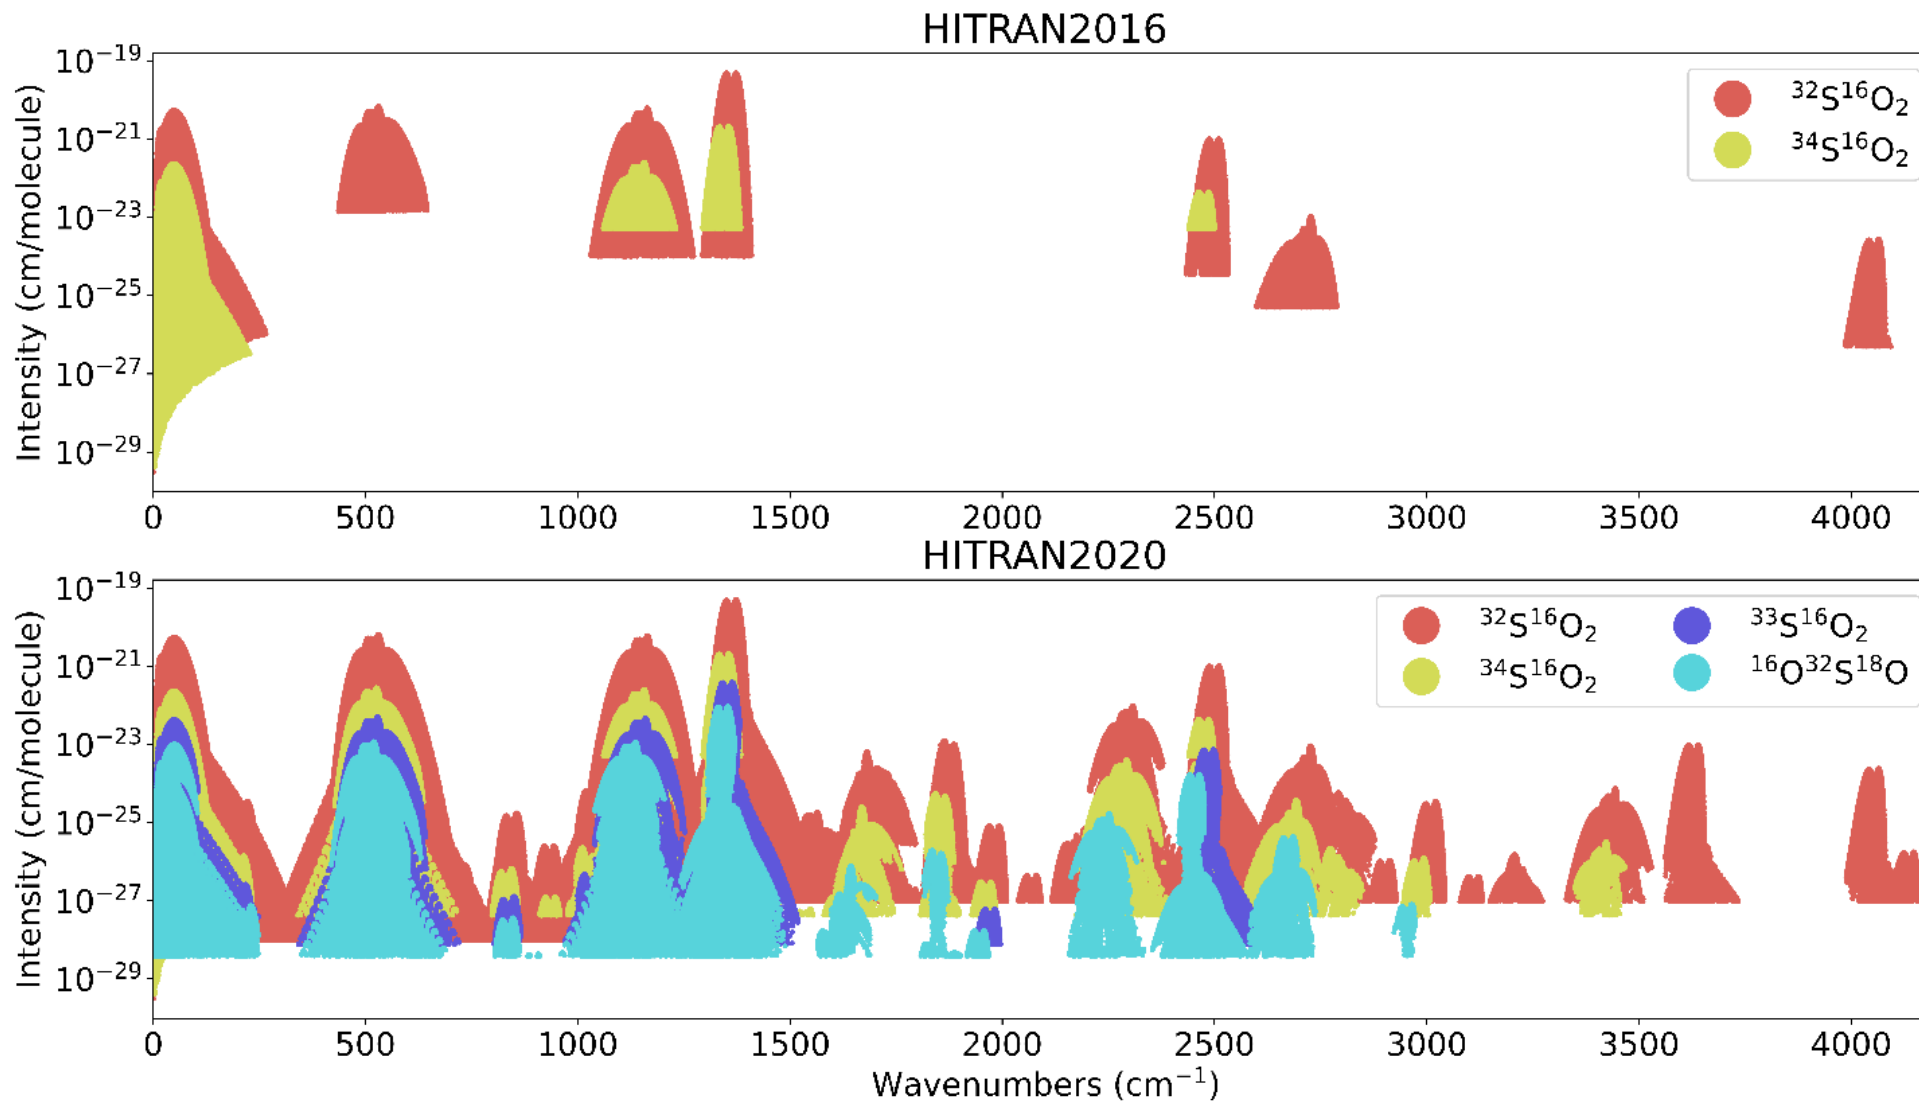 HITRAN2016
10⁻¹⁹
10⁻²¹
10⁻²³
10⁻²⁵
10⁻²⁷
10⁻²⁹
Intensity (cm/molecule)
³²S¹⁶O₂
³⁴S¹⁶O₂
0 500 1000 1500 2000 2500 3000 3500 4000
HITRAN2020
10⁻¹⁹
10⁻²¹
10⁻²³
10⁻²⁵
10⁻²⁷
10⁻²⁹
Intensity (cm/molecule)
³²S¹⁶O₂ ³³S¹⁶O₂
³⁴S¹⁶O₂ ¹⁶O³²S¹⁸O
0 500 1000 1500 2000 2500 3000 3500 4000
Wavenumbers (cm⁻¹)